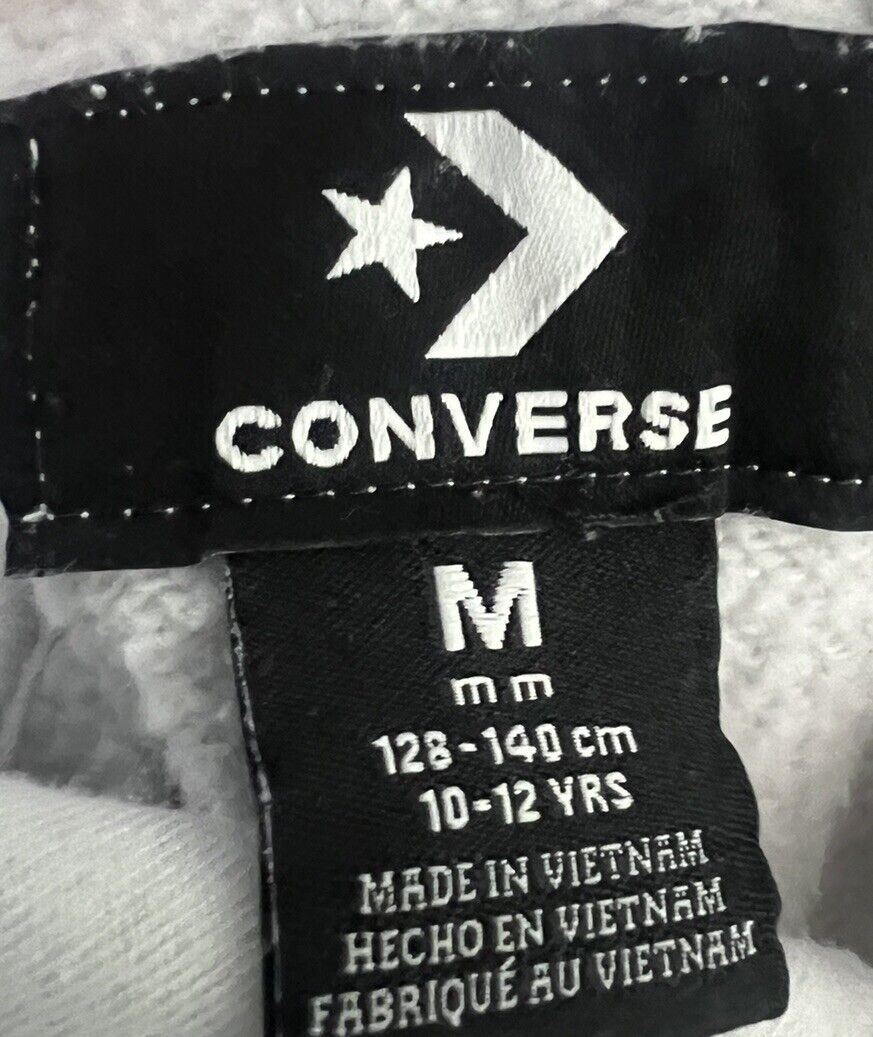 CONVERSE
M
mm
128-140 cm
10-12 YRS
MADE IN VIETNAM
HECHO EN VIETNAM
FABRIQUÉ AU VIETNAM